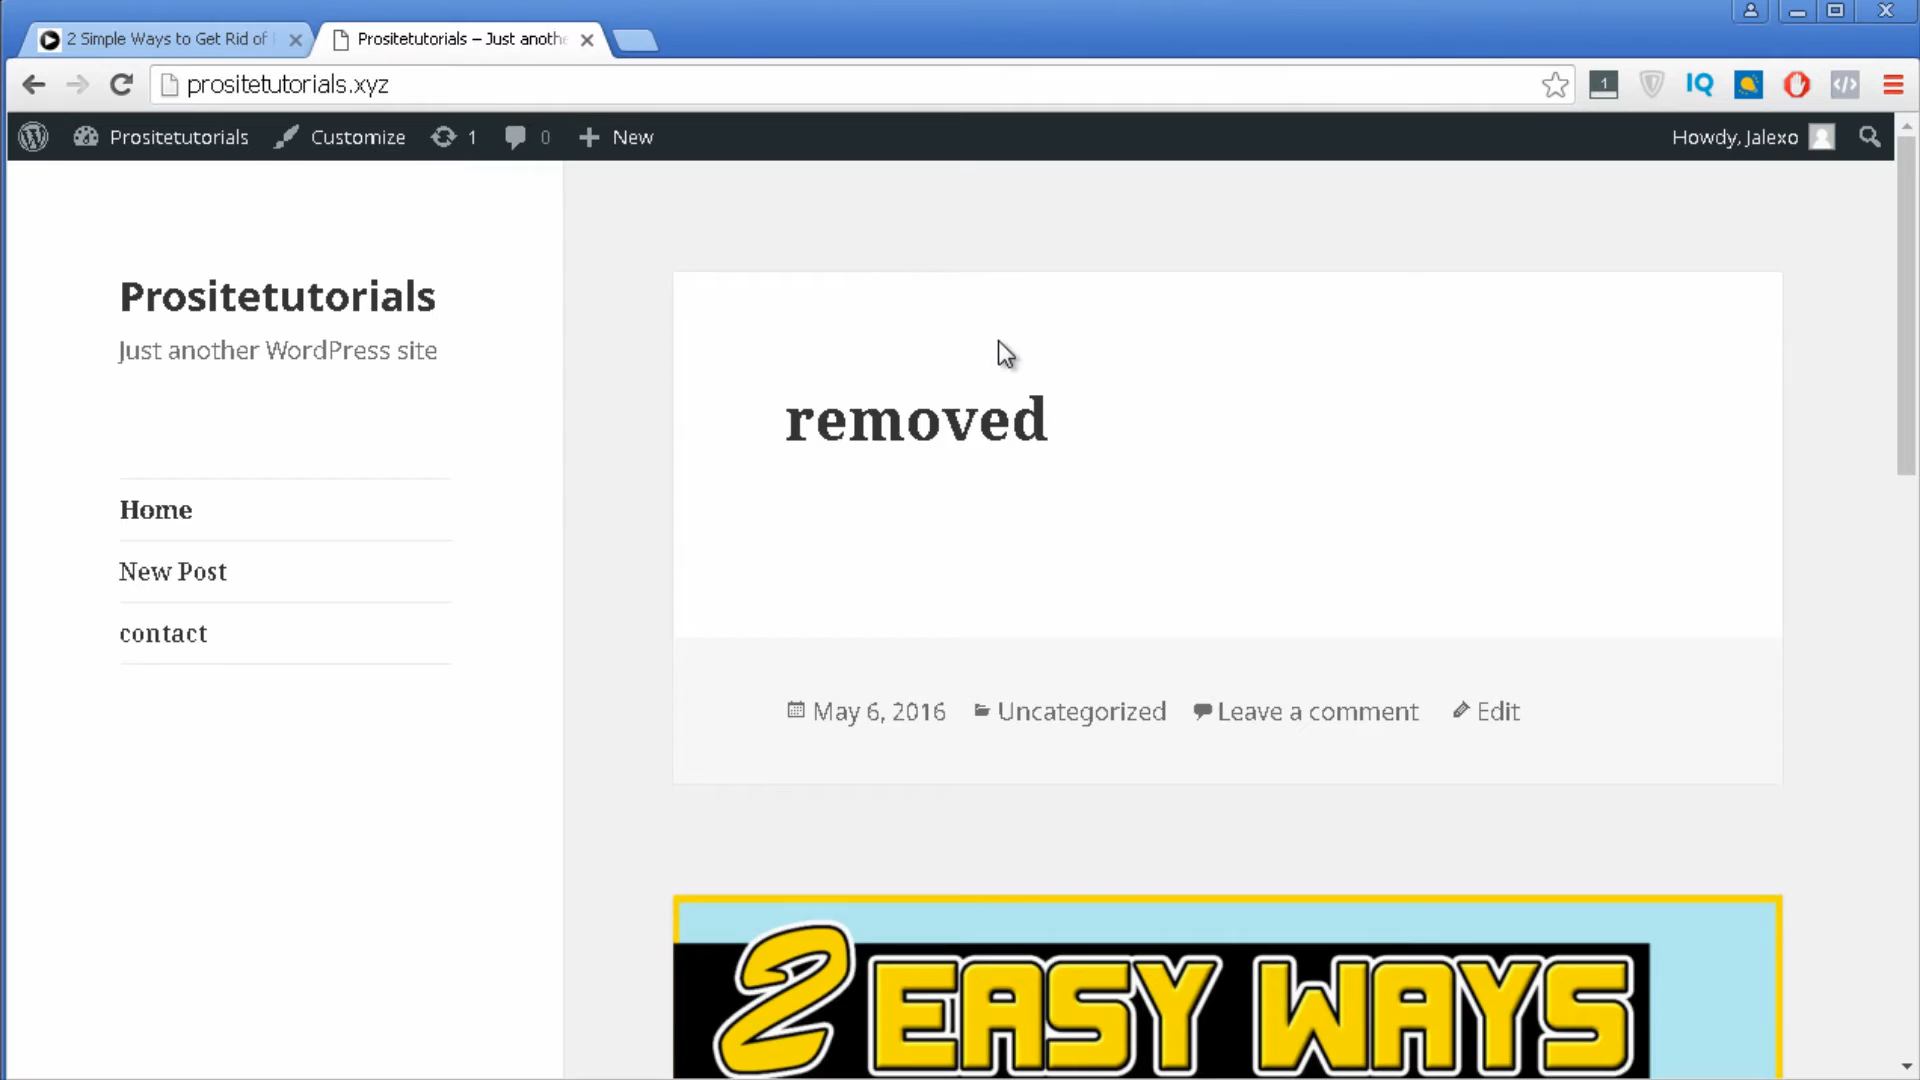 2 Simple Ways to Get Rid of
Prositetutorials – Just anothe
prositetutorials.xyz
1
IQ
Prositetutorials
Customize
1
0
New
Howdy, Jalexo
Prositetutorials
Just another WordPress site
Home
New Post
contact
removed
May 6, 2016
Uncategorized
Leave a comment
Edit
2 EASY WAYS